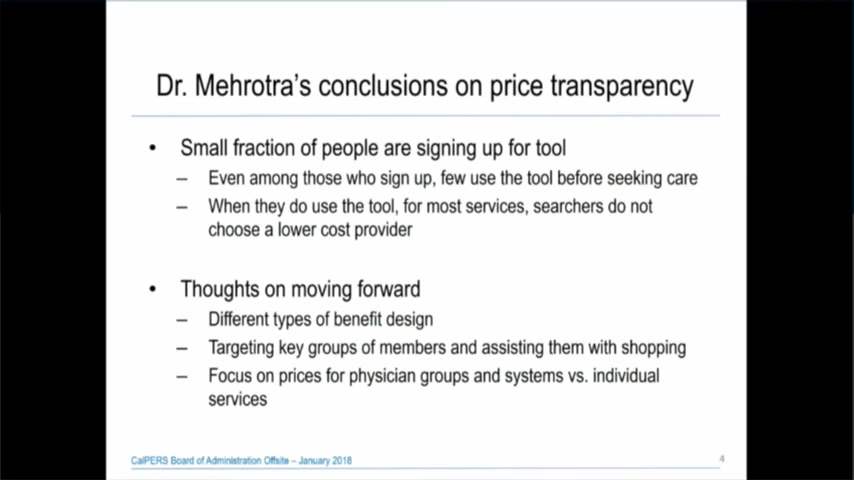 Dr. Mehrotra's conclusions on price transparency
• Small fraction of people are signing up for tool
– Even among those who sign up, few use the tool before seeking care
– When they do use the tool, for most services, searchers do not
choose a lower cost provider
• Thoughts on moving forward
– Different types of benefit design
– Targeting key groups of members and assisting them with shopping
– Focus on prices for physician groups and systems vs. individual
services
CalPERS Board of Administration Offsite – January 2018
4